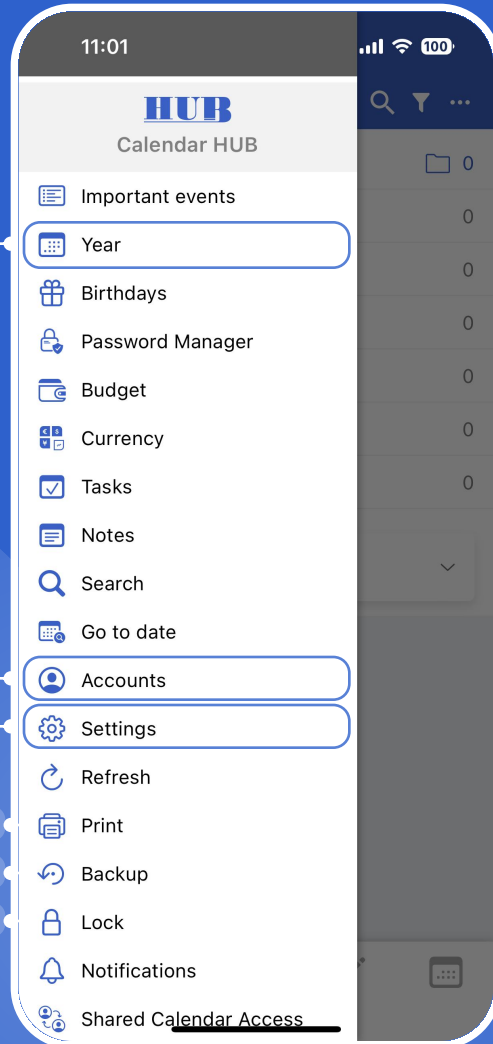 11:01
100
HUB
Calendar HUB
0
Important events
0
Year
0
Birthdays
0
Password Manager
0
Budget
0
Currency
0
Tasks
Notes
Search
Go to date
Accounts
Settings
Refresh
Print
Backup
Lock
Notifications
Shared Calendar Access